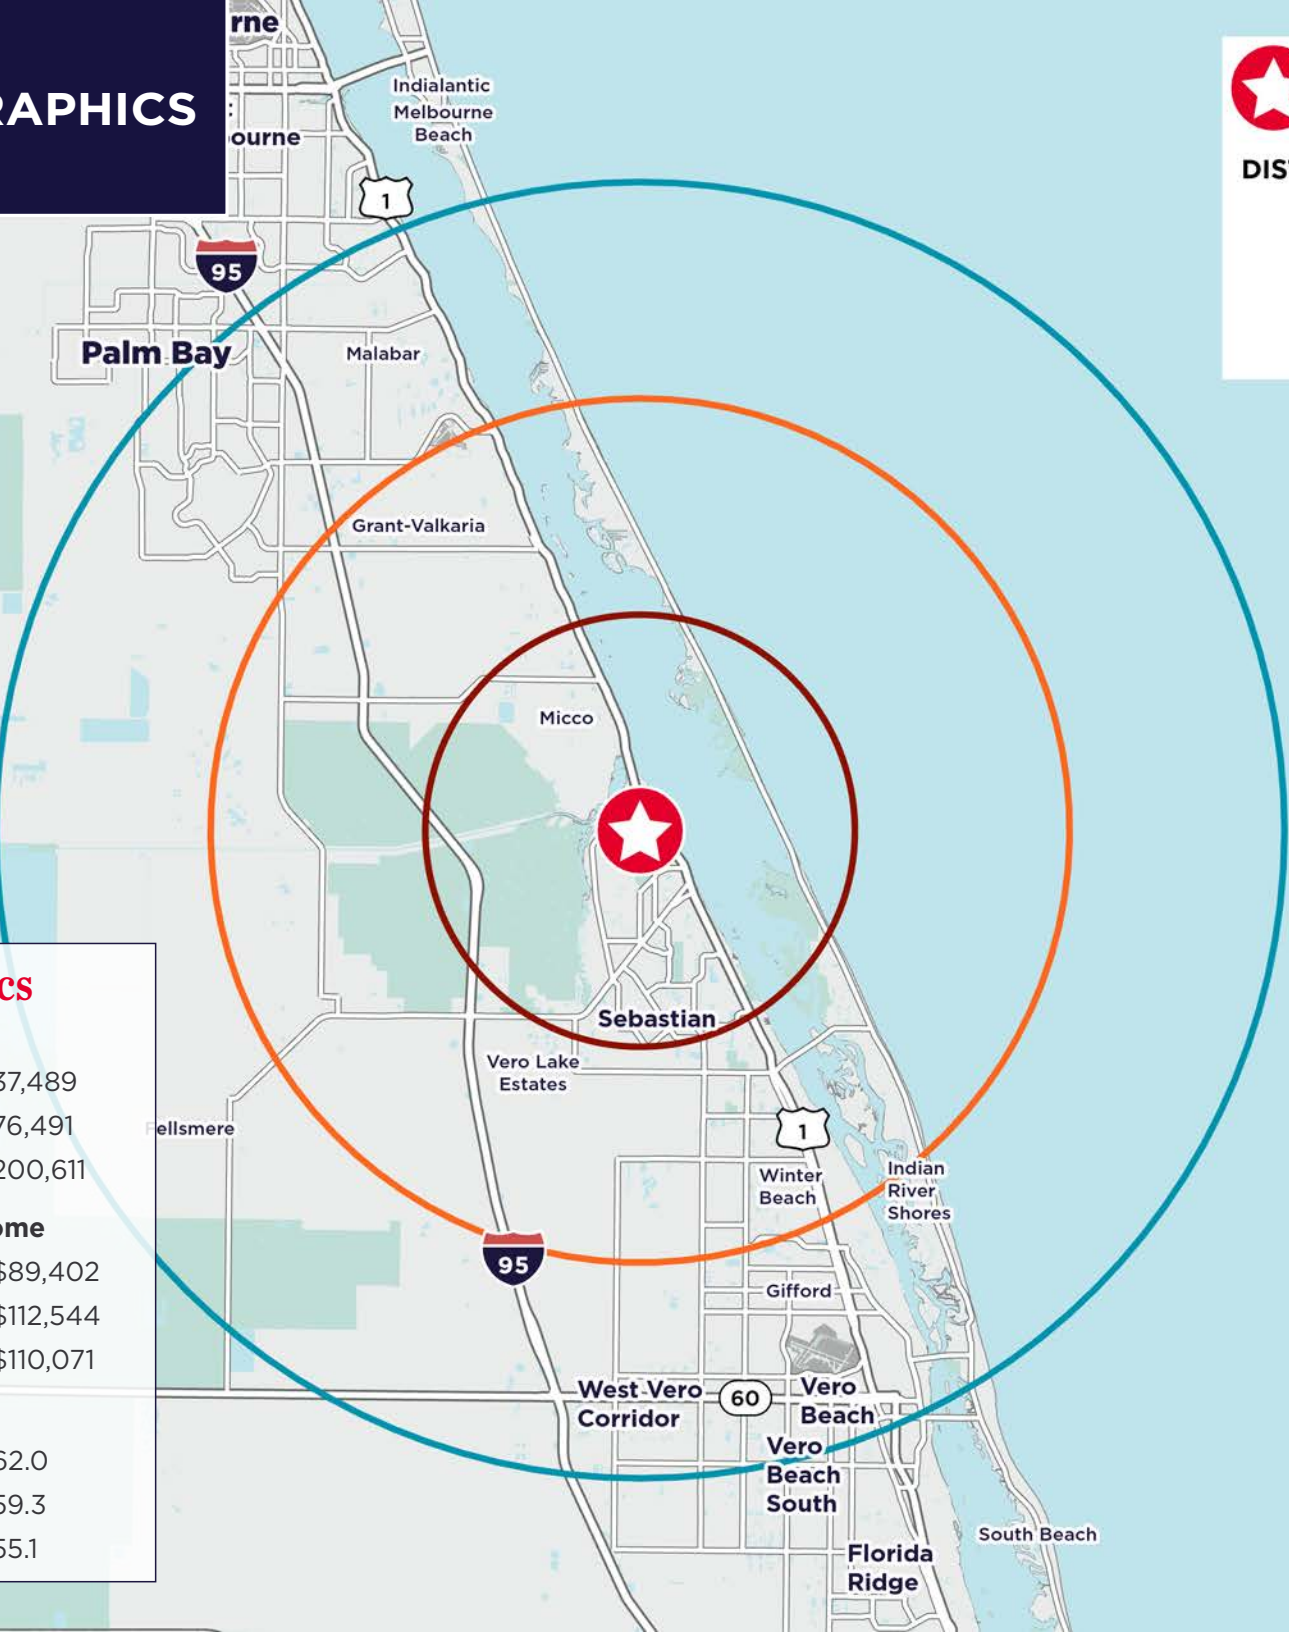 rne
RAPHICS
ourne
Indialantic
Melbourne
Beach
DIS
1
95
Palm Bay
Malabar
Grant-Valkaria
Micco
Sebastian
Vero Lake
Estates
cs
37,489
76,491
200,611
ome
$89,402
$112,544
$110,071
62.0
59.3
55.1
ellsmere
1
Winter
Beach
Indian
River
Shores
95
Gifford
West Vero
Corridor
60
Vero
Beach
Vero
Beach
South
South Beach
Florida
Ridge